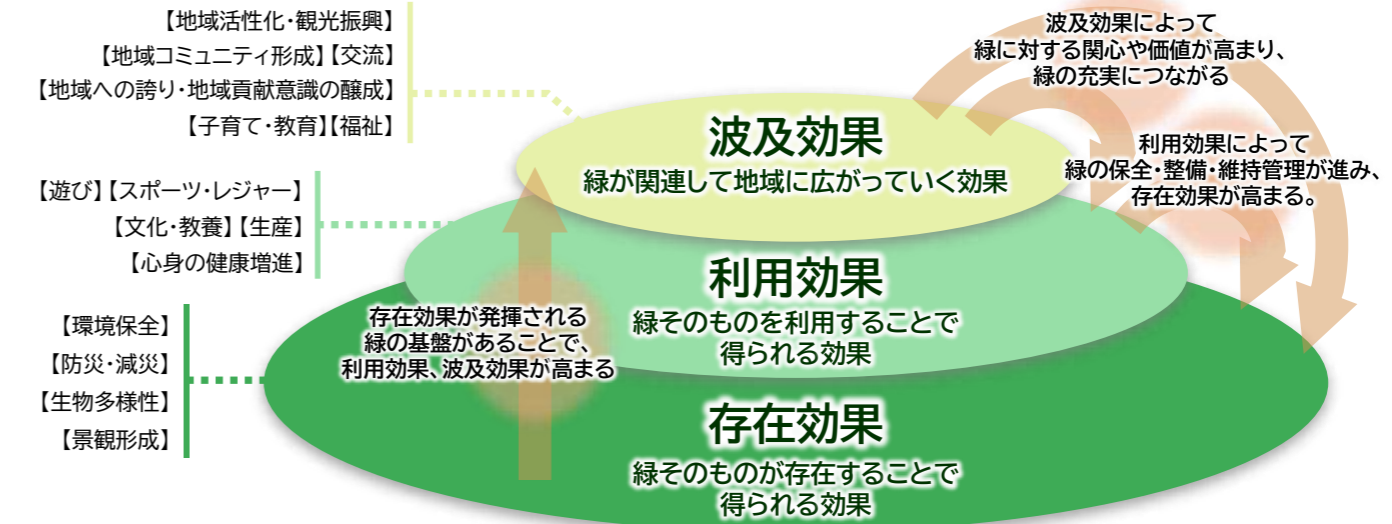 【地域活性化・観光振興】
【地域コミュニティ形成】【交流】
【地域への誇り・地域貢献意識の醸成】
【子育て・教育】【福祉】
波及効果
緑が関連して地域に広がっていく効果
波及効果によって
緑に対する関心や価値が高まり、
緑の充実につながる
利用効果によって
緑の保全・整備・維持管理が進み、
存在効果が高まる。
【遊び】【スポーツ・レジャー】
【文化・教養】【生産】
【心身の健康増進】
利用効果
緑そのものを利用することで
得られる効果
存在効果が発揮される
緑の基盤があることで、
利用効果、波及効果が高まる
【環境保全】
【防災・減災】
【生物多様性】
【景観形成】
存在効果
緑そのものが存在することで
得られる効果